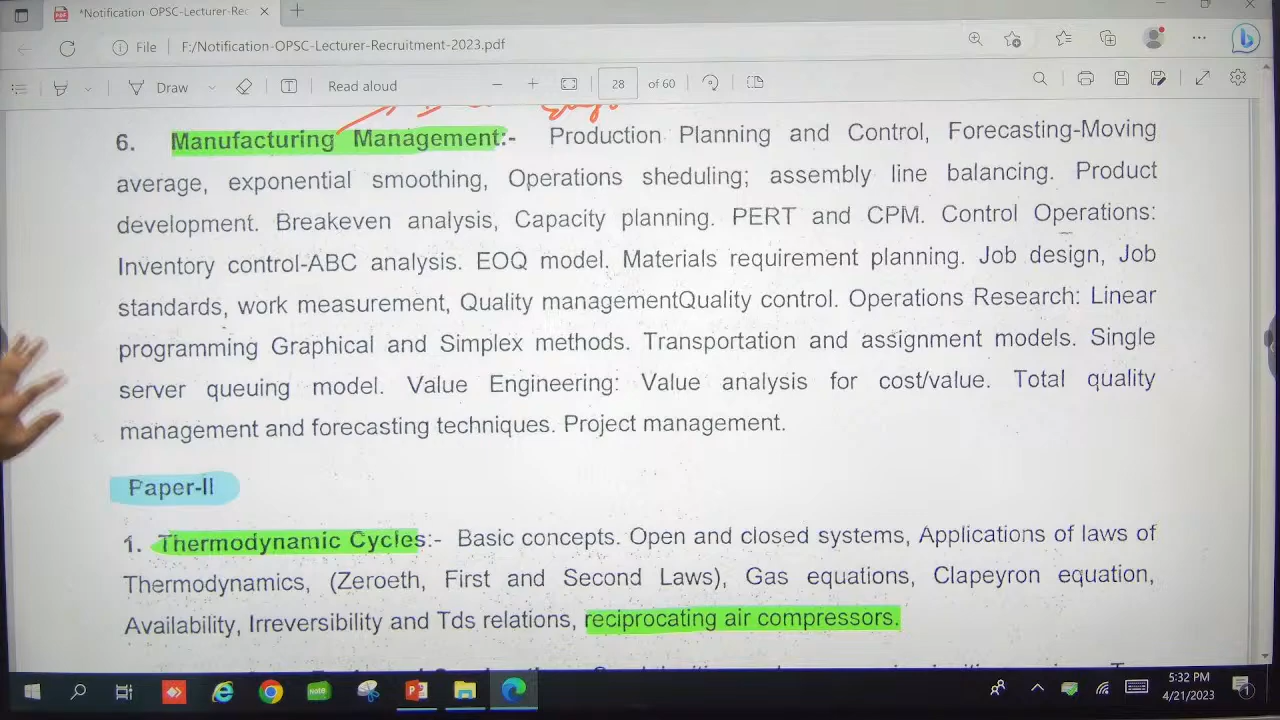 *Notification OPSC-Lecturer-Rec
File F:/Notification-OPSC-Lecturer-Recruitment-2023.pdf
Draw Read aloud 28 of 60
6. Manufacturing Management:- Production Planning and Control, Forecasting-Moving
average, exponential smoothing, Operations sheduling; assembly line balancing. Product
development. Breakeven analysis, Capacity planning. PERT and CPM. Control Operations:
Inventory control-ABC analysis. EOQ model. Materials requirement planning. Job design, Job
standards, work measurement, Quality managementQuality control. Operations Research: Linear
programming Graphical and Simplex methods. Transportation and assignment models. Single
server queuing model. Value Engineering: Value analysis for cost/value. Total quality
management and forecasting techniques. Project management.
Paper-II
1. Thermodynamic Cycles:- Basic concepts. Open and closed systems, Applications of laws of
Thermodynamics, (Zeroeth, First and Second Laws), Gas equations, Clapeyron equation,
Availability, Irreversibility and Tds relations, reciprocating air compressors.
5:32 PM
4/21/2023